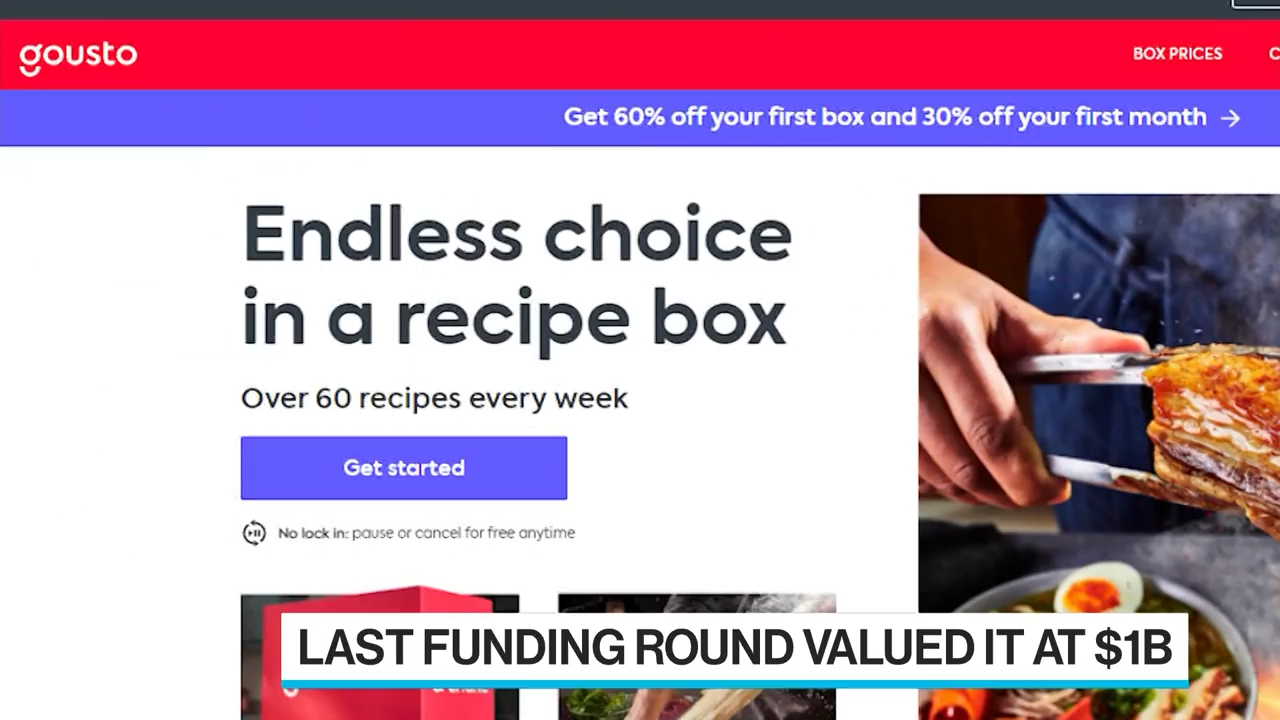 gousto
BOX PRICES
Get 60% off your first box and 30% off your first month →
Endless choice
in a recipe box
Over 60 recipes every week
Get started
No lock in: pause or cancel for free anytime
LAST FUNDING ROUND VALUED IT AT $1B